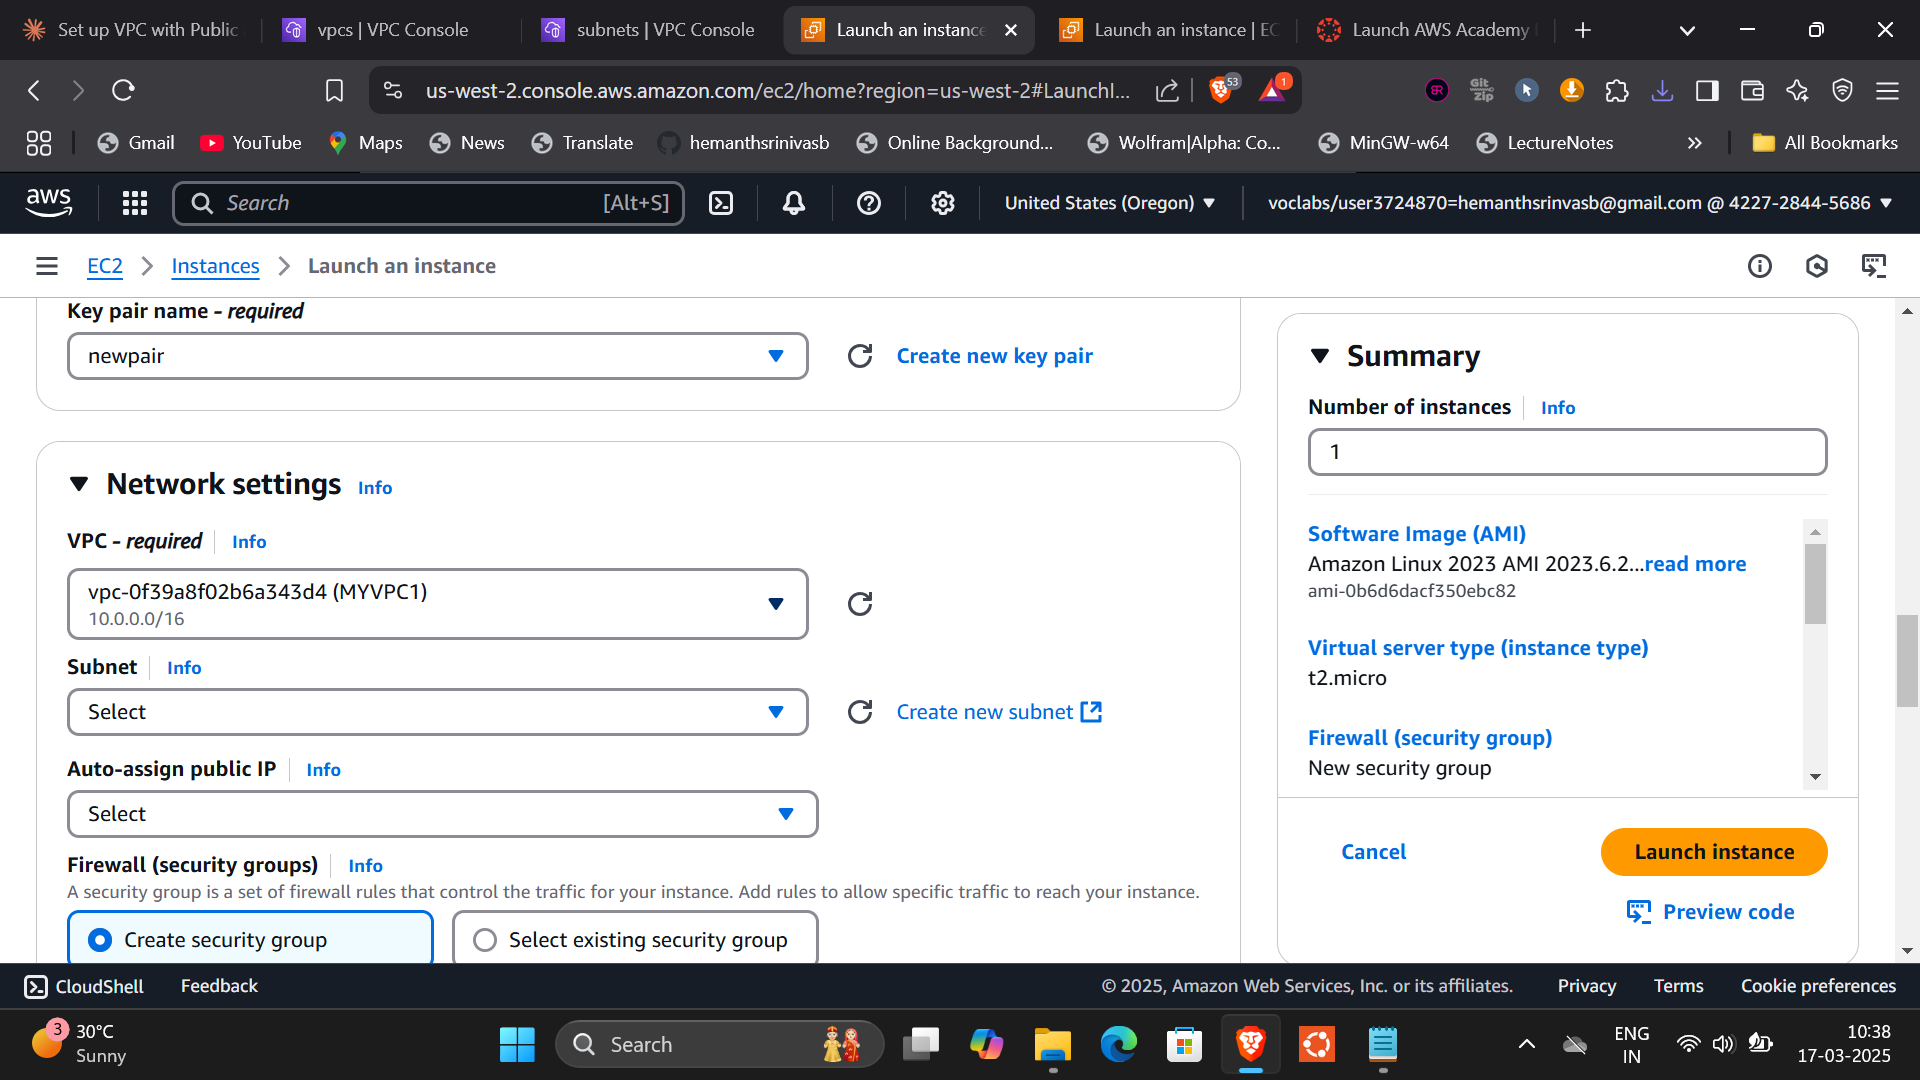 Set up VPC with Public
vpcs | VPC Console
subnets | VPC Console
Launch an instance
Launch an instance | EC
Launch AWS Academy
us-west-2.console.aws.amazon.com/ec2/home?region=us-west-2#LaunchI...
53
1
BR
Git
Zip
Gmail
YouTube
Maps
News
Translate
hemanthsrinivasb
Online Background...
Wolfram|Alpha: Co...
MinGW-w64
LectureNotes
All Bookmarks
aws
Search
[Alt+S]
United States (Oregon)
voclabs/user3724870=hemanthsrinvasb@gmail.com @ 4227-2844-5686
EC2
Instances
Launch an instance
Key pair name - required
newpair
Create new key pair
Network settings Info
VPC - required Info
vpc-0f39a8f02b6a343d4 (MYVPC1)
10.0.0.0/16
Subnet Info
Select
Create new subnet
Auto-assign public IP Info
Select
Firewall (security groups) Info
A security group is a set of firewall rules that control the traffic for your instance. Add rules to allow specific traffic to reach your instance.
Create security group
Select existing security group
Summary
Number of instances Info
1
Software Image (AMI)
Amazon Linux 2023 AMI 2023.6.2...read more
ami-0b6d6dacf350ebc82
Virtual server type (instance type)
t2.micro
Firewall (security group)
New security group
Cancel
Launch instance
Preview code
CloudShell
Feedback
© 2025, Amazon Web Services, Inc. or its affiliates.
Privacy
Terms
Cookie preferences
3
30°C
Sunny
Search
ENG
IN
10:38
17-03-2025